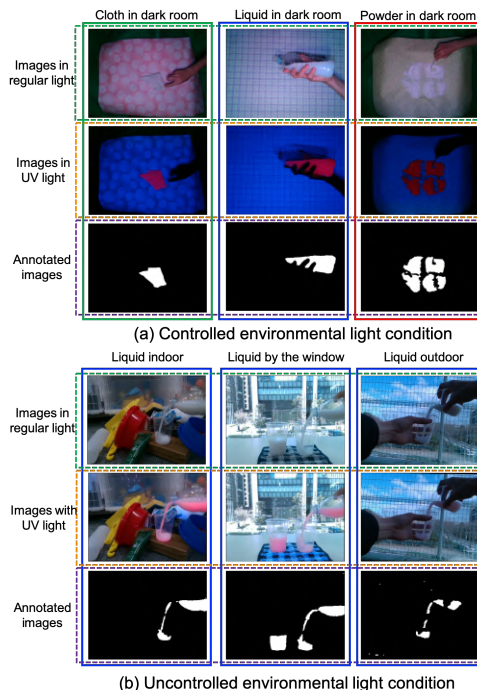 Cloth in dark room Liquid in dark room Powder in dark room
Images in
regular light
Images in
UV light
Annotated
images
(a) Controlled environmental light condition
Liquid indoor Liquid by the window Liquid outdoor
Images in
regular light
Images with
UV light
Annotated
images
(b) Uncontrolled environmental light condition